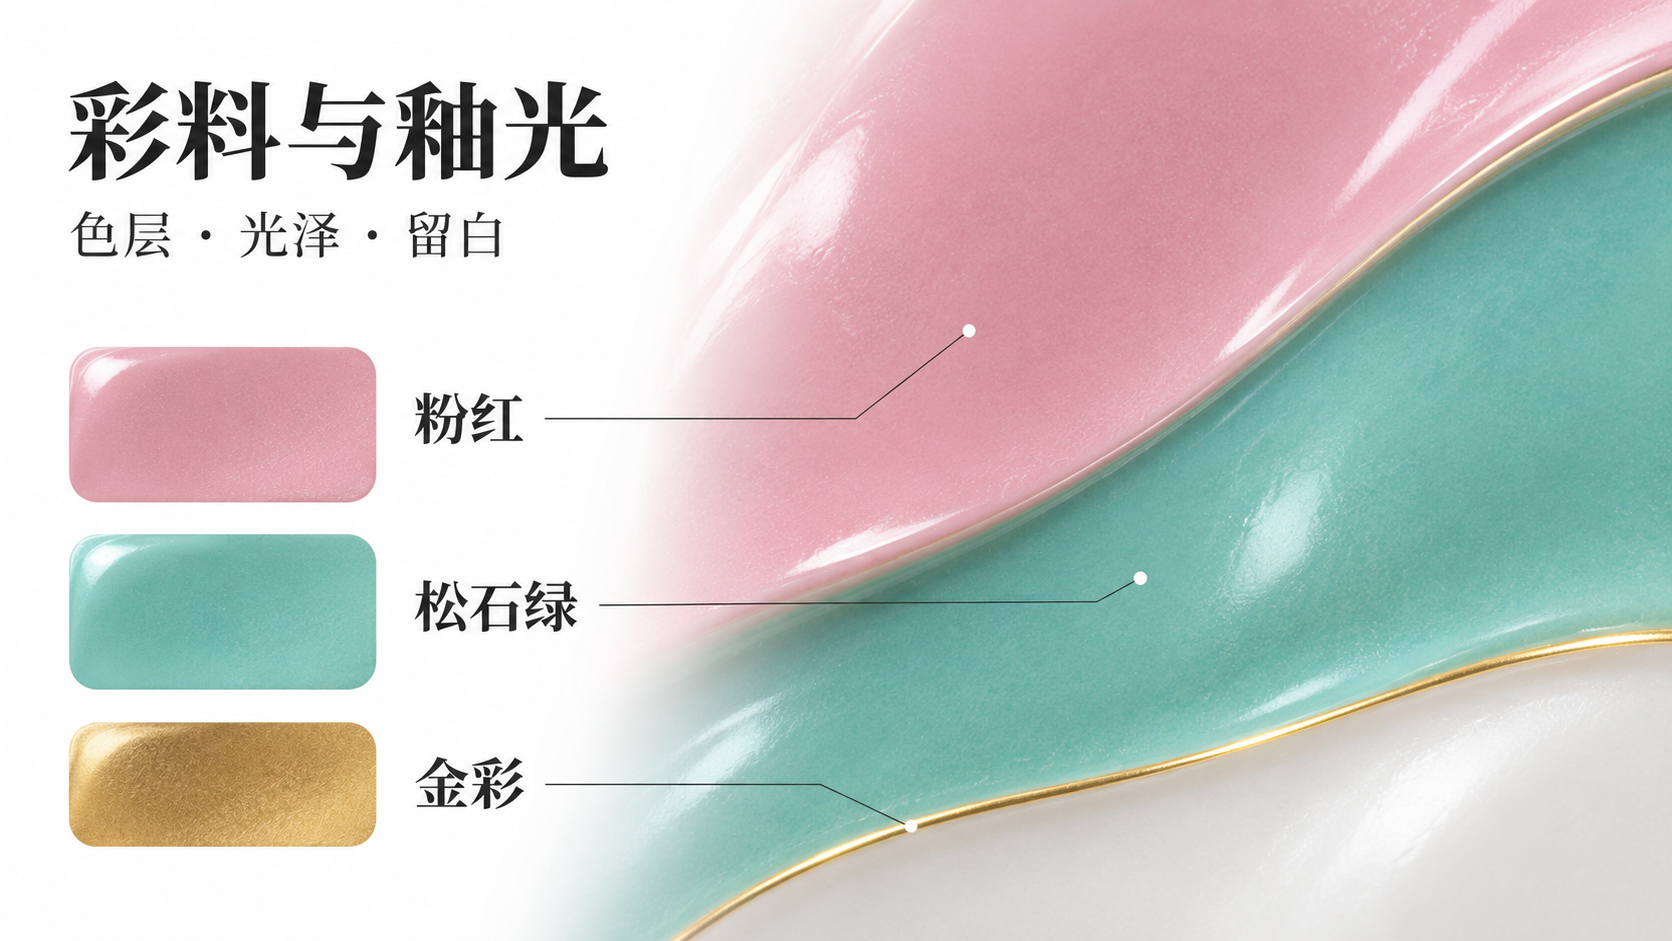 彩料与釉光
色层 · 光泽 · 留白
粉红
松石绿
金彩